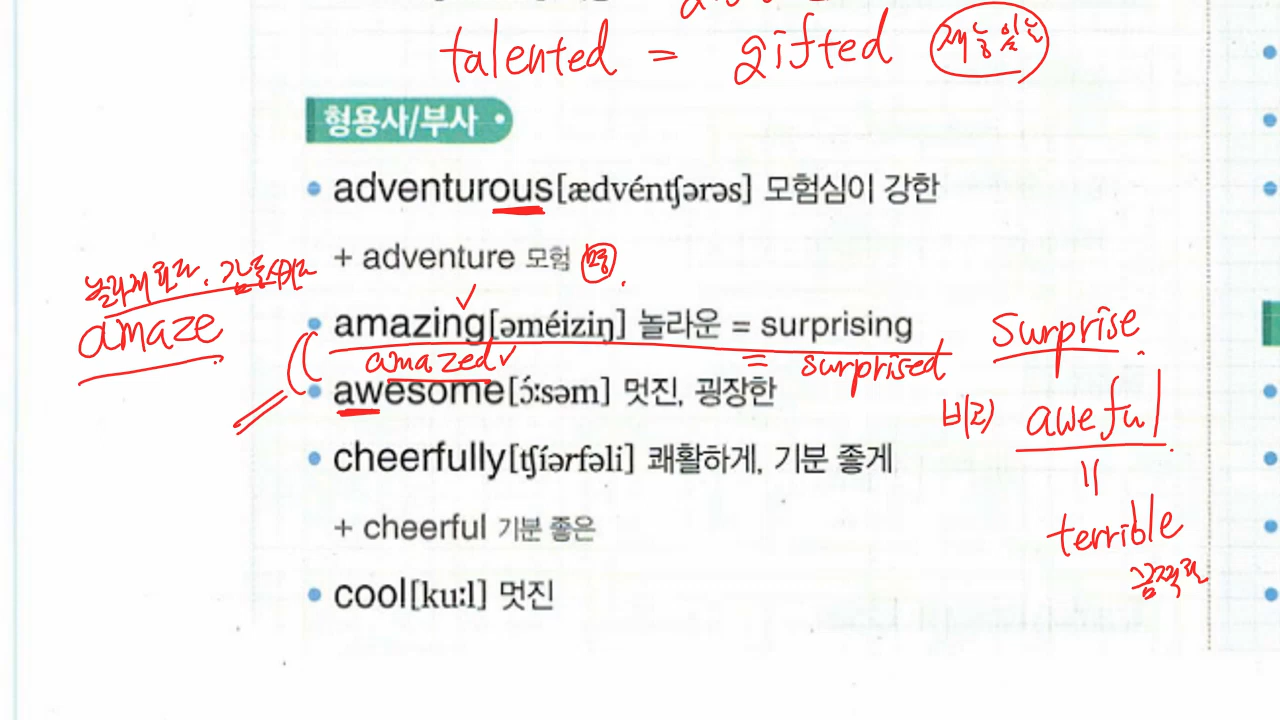 talented = gifted 재능있는
형용사/부사
adventurous[ædvéntʃərəs] 모험심이 강한
+ adventure 모험 명.
놀라게 하다. 감동시키다
amaze
amazing[əméiziŋ] 놀라운 = surprising
surprise
amazed = surprised
awesome[ɔ́ːsəm] 멋진, 굉장한
비교) aweful
cheerfully[tʃíərfəli] 쾌활하게, 기분 좋게
=
terrible
+ cheerful 기분 좋은
끔찍한
cool[kuːl] 멋진